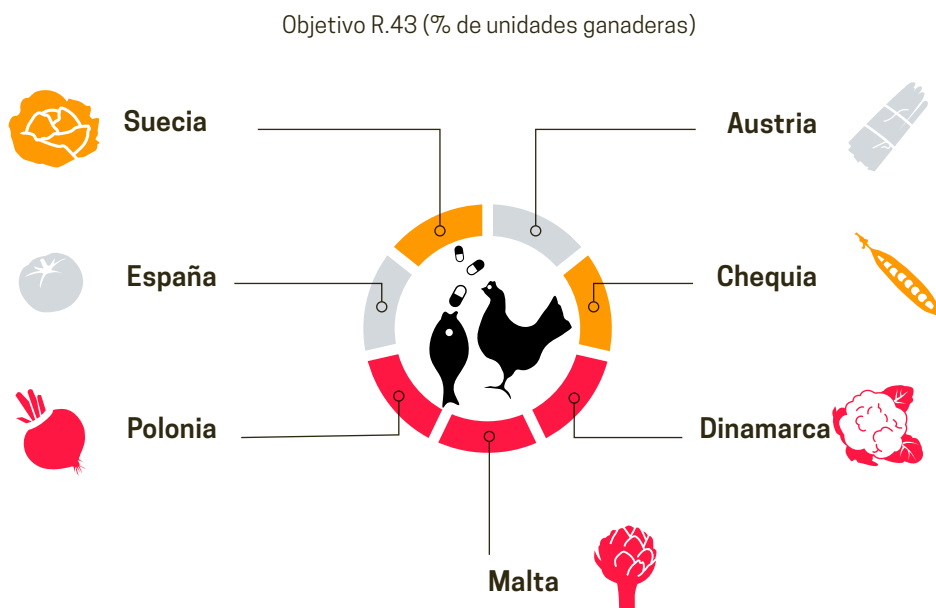 Objetivo R.43 (% de unidades ganaderas)
Suecia
Austria
España
Chequia
Polonia
Dinamarca
Malta